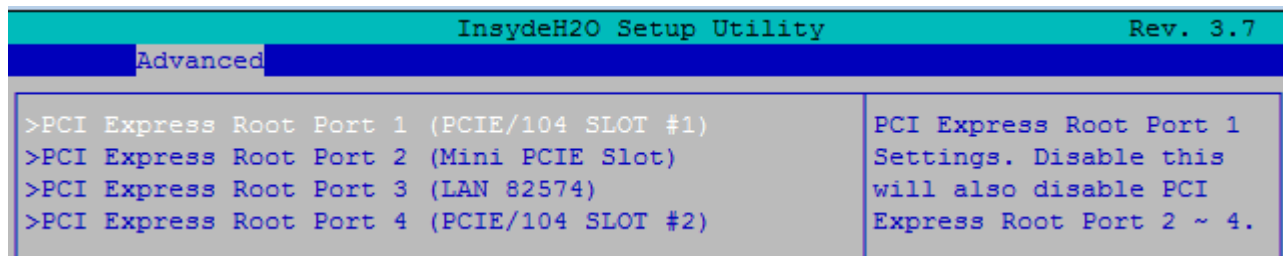 InsydeH2O Setup Utility Rev. 3.7
Advanced
>PCI Express Root Port 1 (PCIE/104 SLOT #1)
>PCI Express Root Port 2 (Mini PCIE Slot)
>PCI Express Root Port 3 (LAN 82574)
>PCI Express Root Port 4 (PCIE/104 SLOT #2)
PCI Express Root Port 1
Settings. Disable this
will also disable PCI
Express Root Port 2 ~ 4.